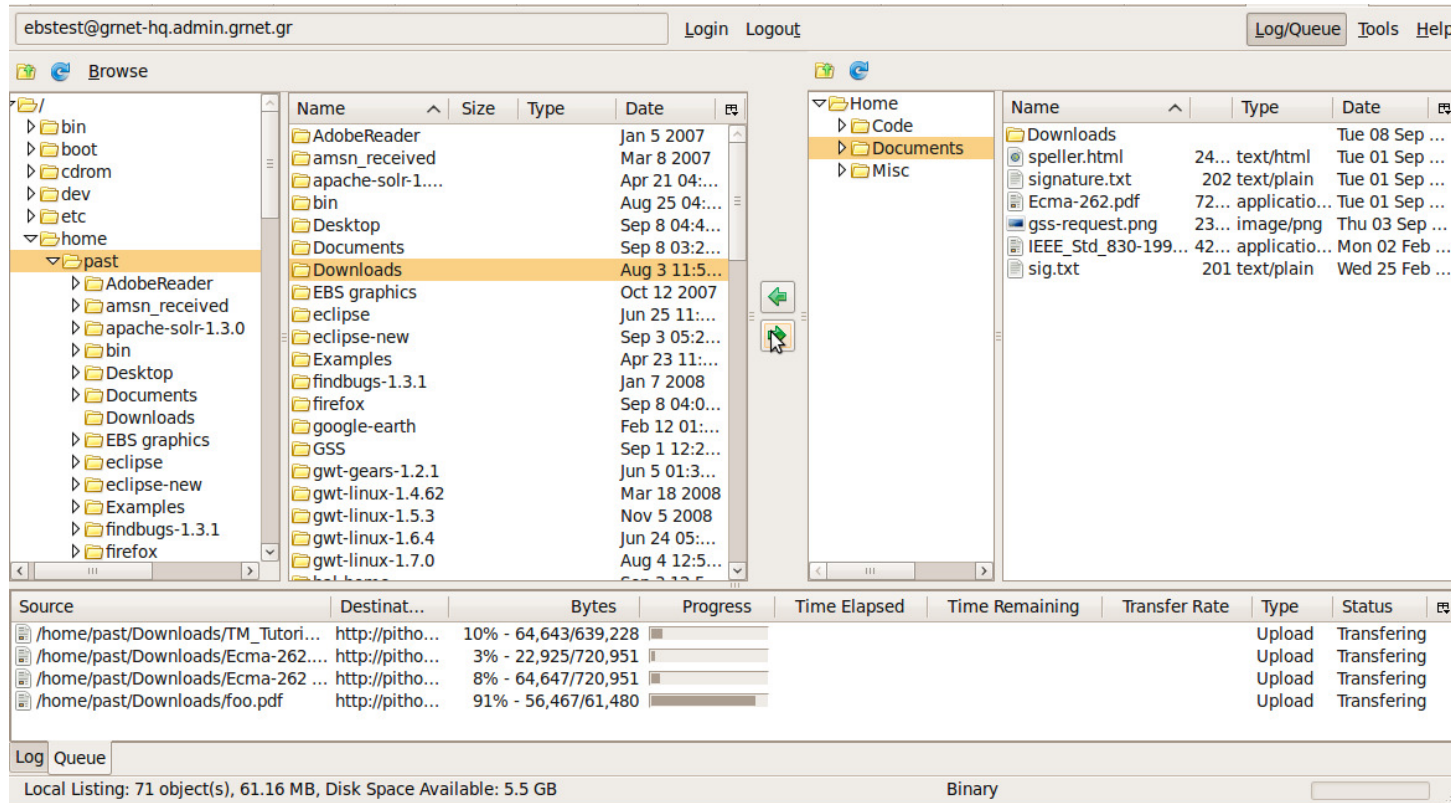 ebstest@grnet-hq.admin.grnet.gr Login Logout Log/Queue Tools Help
Browse
/
bin
boot
cdrom
dev
etc
home
past
AdobeReader
amsn_received
apache-solr-1.3.0
bin
Desktop
Documents
Downloads
EBS graphics
eclipse
eclipse-new
Examples
findbugs-1.3.1
firefox
Name Size Type Date
AdobeReader Jan 5 2007
amsn_received Mar 8 2007
apache-solr-1.... Apr 21 04:...
bin Aug 25 04:...
Desktop Sep 8 04:4...
Documents Sep 8 03:2...
Downloads Aug 3 11:5...
EBS graphics Oct 12 2007
eclipse Jun 25 11:...
eclipse-new Sep 3 05:2...
Examples Apr 23 11:...
findbugs-1.3.1 Jan 7 2008
firefox Sep 8 04:0...
google-earth Feb 12 01:...
GSS Sep 1 12:2...
gwt-gears-1.2.1 Jun 5 01:3...
gwt-linux-1.4.62 Mar 18 2008
gwt-linux-1.5.3 Nov 5 2008
gwt-linux-1.6.4 Jun 24 05:...
gwt-linux-1.7.0 Aug 4 12:5...
Home
Code
Documents
Misc
Name Type Date
Downloads Tue 08 Sep ...
speller.html 24... text/html Tue 01 Sep ...
signature.txt 202 text/plain Tue 01 Sep ...
Ecma-262.pdf 72... applicatio... Tue 01 Sep ...
gss-request.png 23... image/png Thu 03 Sep ...
IEEE_Std_830-199... 42... applicatio... Mon 02 Feb ...
sig.txt 201 text/plain Wed 25 Feb ...
Source Destinat... Bytes Progress Time Elapsed Time Remaining Transfer Rate Type Status
/home/past/Downloads/TM_Tutori... http://pitho... 10% - 64,643/639,228 Upload Transfering
/home/past/Downloads/Ecma-262.... http://pitho... 3% - 22,925/720,951 Upload Transfering
/home/past/Downloads/Ecma-262 ... http://pitho... 8% - 64,647/720,951 Upload Transfering
/home/past/Downloads/foo.pdf http://pitho... 91% - 56,467/61,480 Upload Transfering
Log Queue
Local Listing: 71 object(s), 61.16 MB, Disk Space Available: 5.5 GB Binary